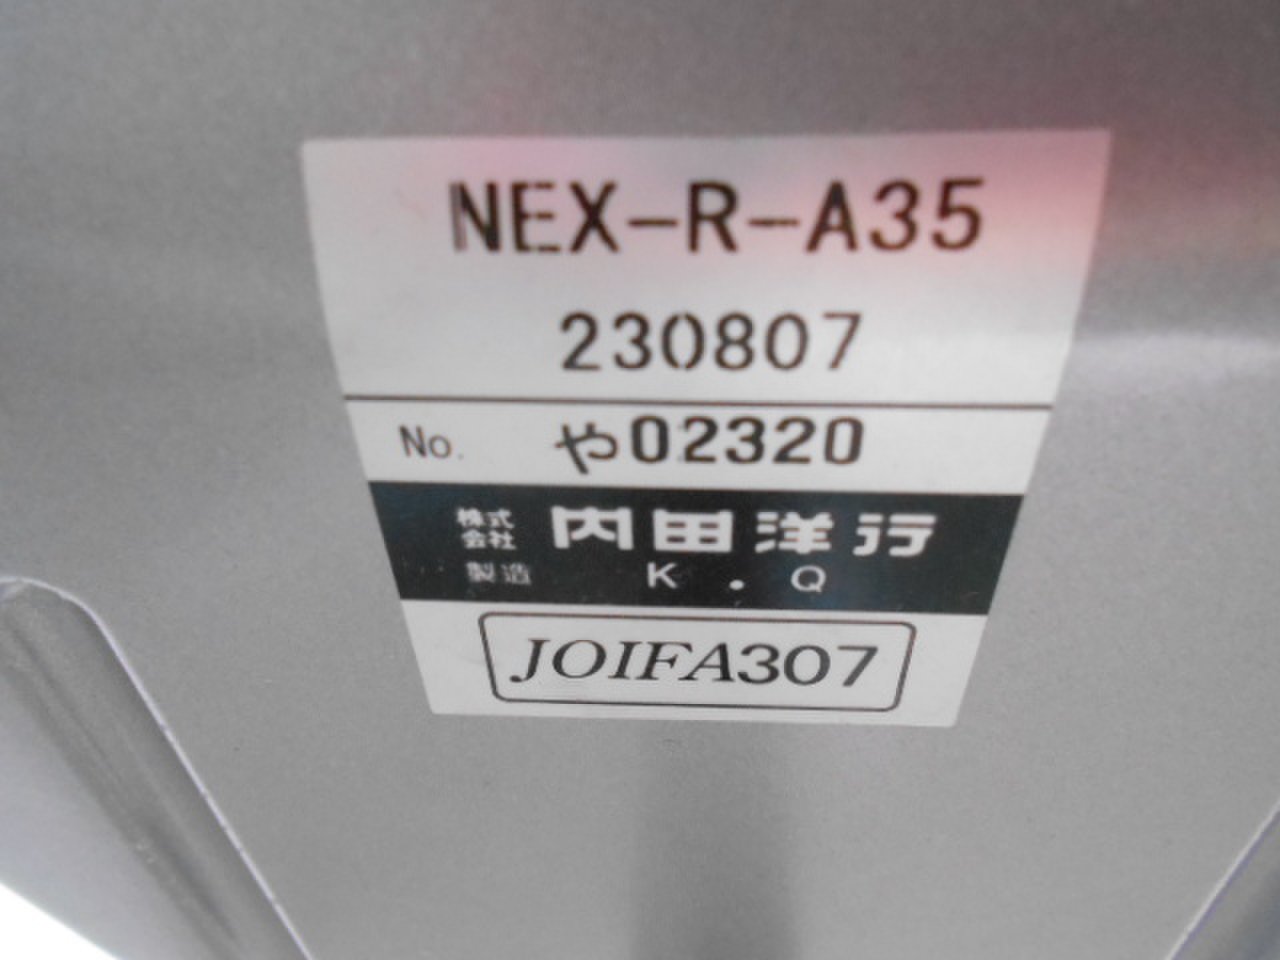 NEX-R-A35
230807
No. や02320
株式会社 内田洋行
製造 K.Q
JOIFA307